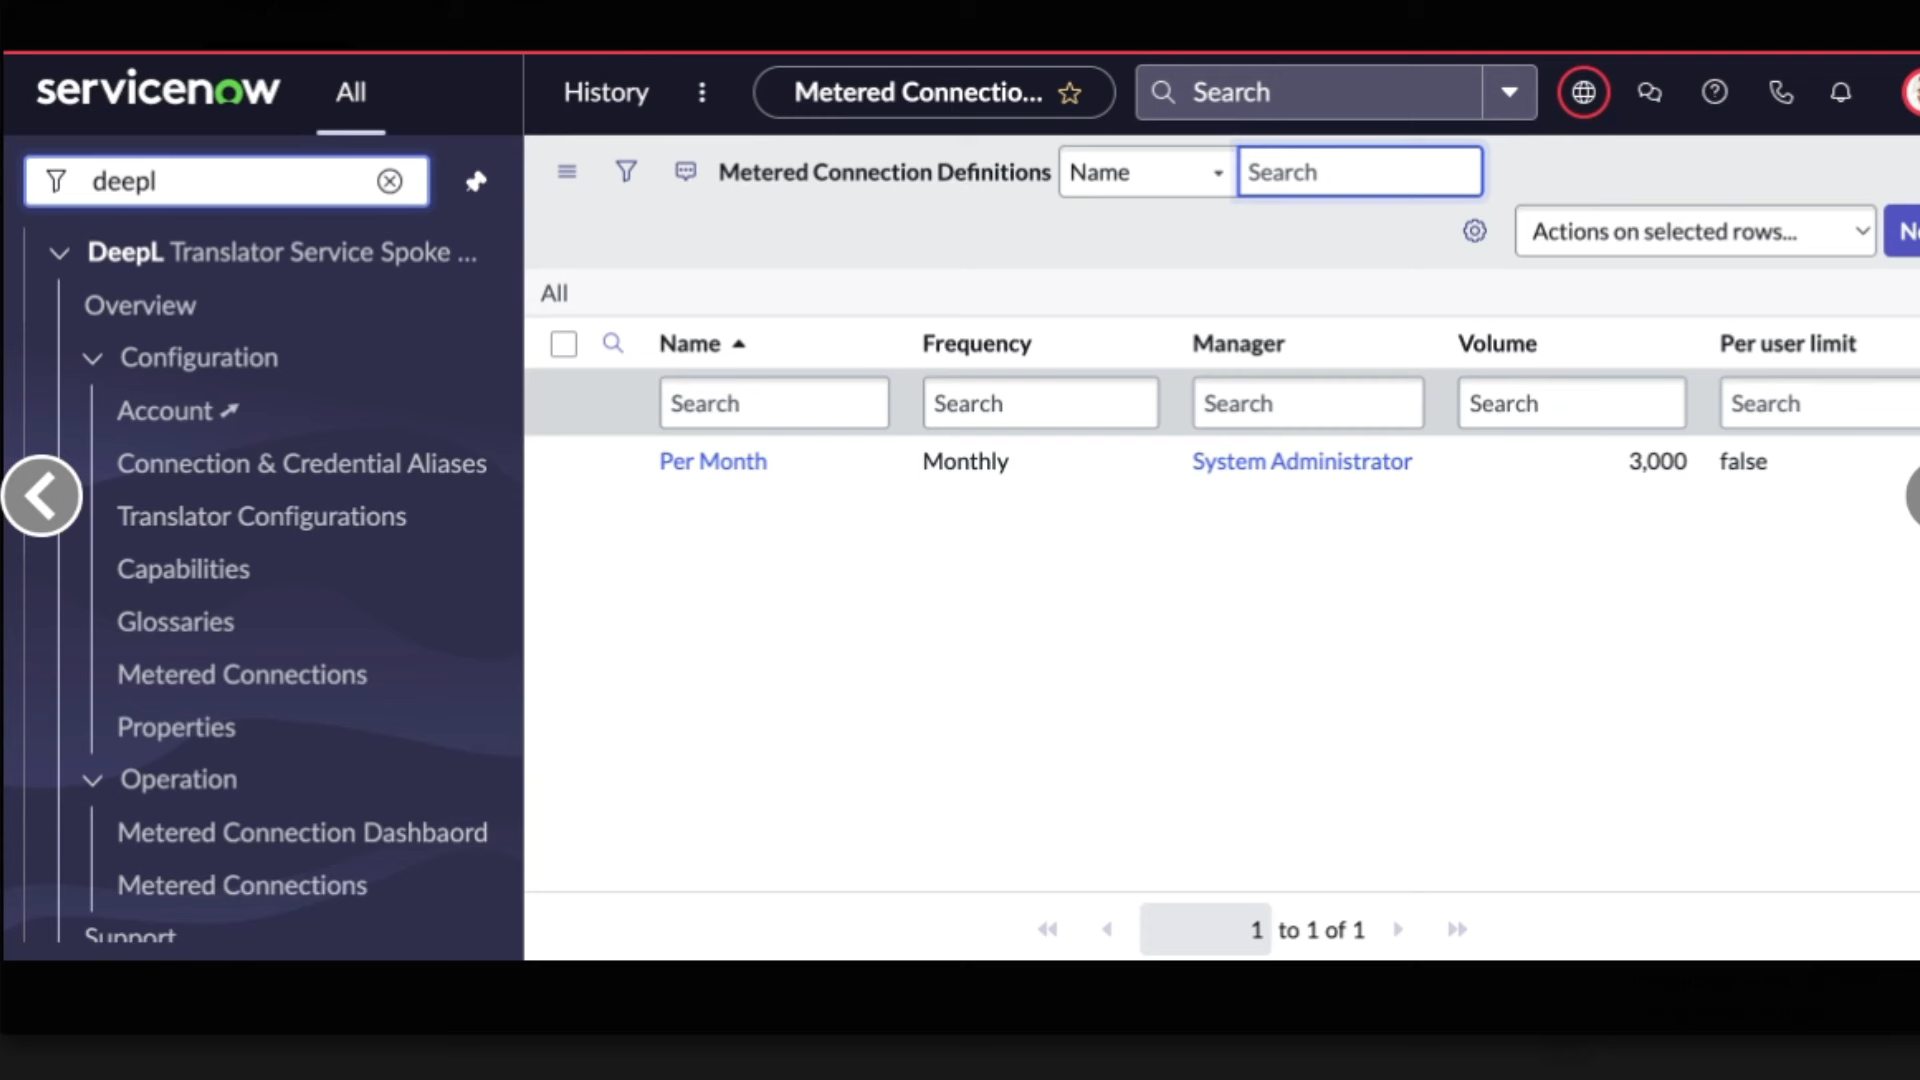 servicenow
All
History
Metered Connectio...
Search
deepl
DeepL Translator Service Spoke ...
Overview
Configuration
Account
Connection & Credential Aliases
Translator Configurations
Capabilities
Glossaries
Metered Connections
Properties
Operation
Metered Connection Dashbaord
Metered Connections
Support
Metered Connection Definitions
Name
Search
Actions on selected rows...
All
Name Frequency Manager Volume Per user limit
Search Search Search Search Search
Per Month Monthly System Administrator 3,000 false
1 to 1 of 1